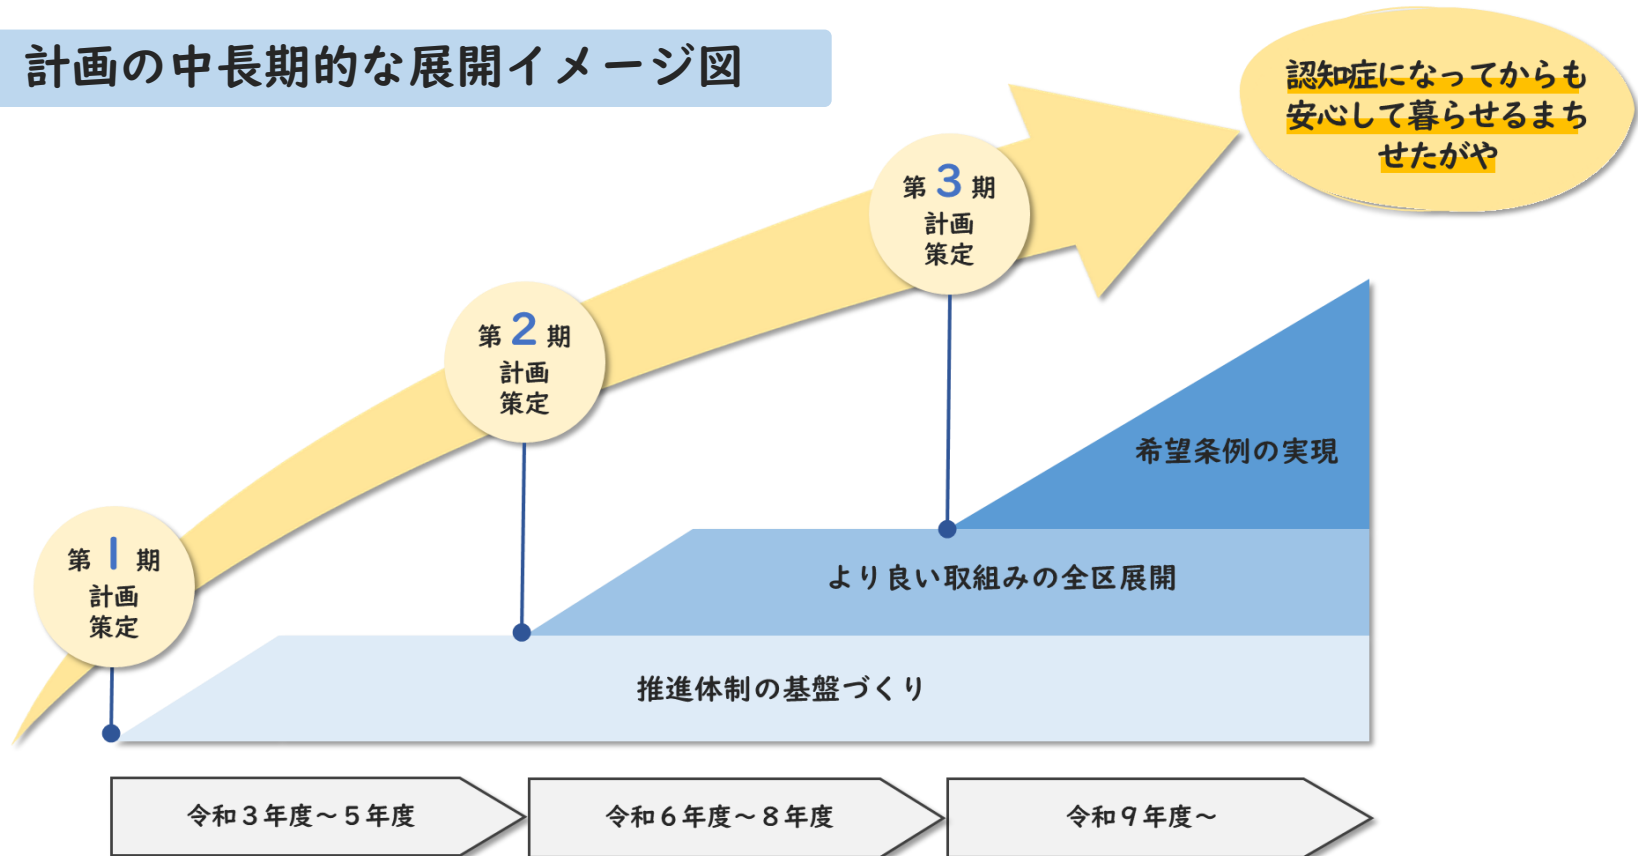 計画の中長期的な展開イメージ図
認知症になってからも
安心して暮らせるまち
せたがや
第3期
計画
策定
第2期
計画
策定
第1期
計画
策定
希望条例の実現
より良い取組みの全区展開
推進体制の基盤づくり
令和3年度～5年度
令和6年度～8年度
令和9年度～